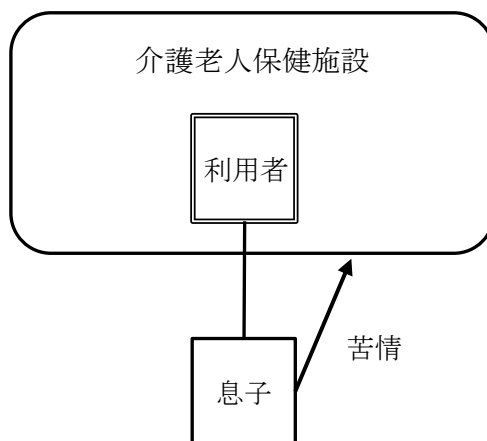 介護老人保健施設
利用者
苦情
息子